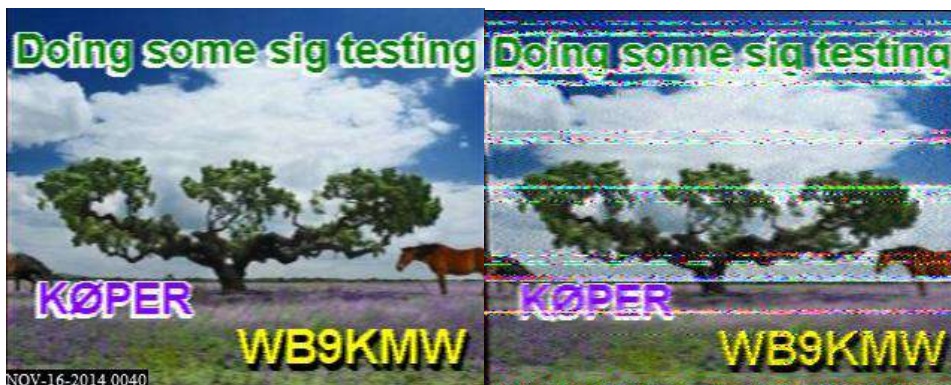 Doing some sig testing
KØPER
WB9KMW
NOV-16-2014 0040
Doing some sig testing
KØPER
WB9KMW